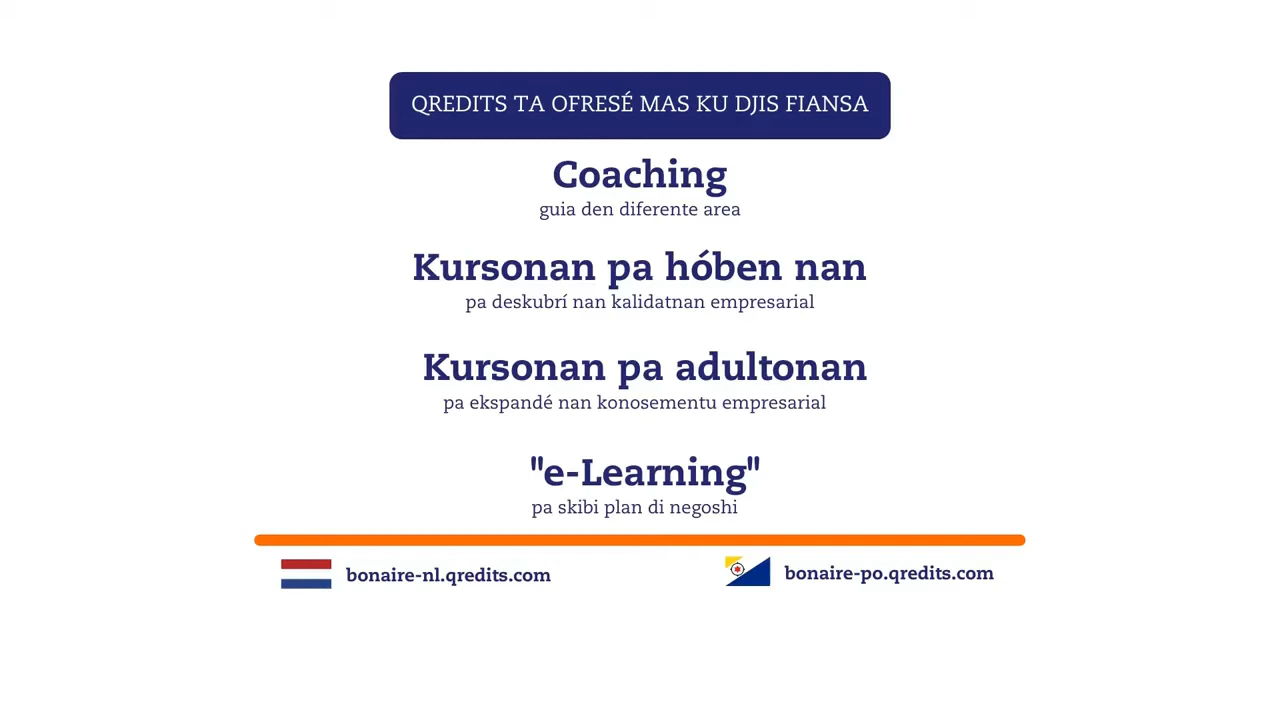 QREDITS TA OFRESÉ MAS KU DJIS FIANSA
Coaching
guia den diferente area
Kursonan pa hóben nan
pa deskubrí nan kalidatnan empresarial
Kursonan pa adultonan
pa ekspandé nan konosementu empresarial
"e-Learning"
pa skibi plan di negoshi
bonaire-nl.qredits.com
bonaire-po.qredits.com